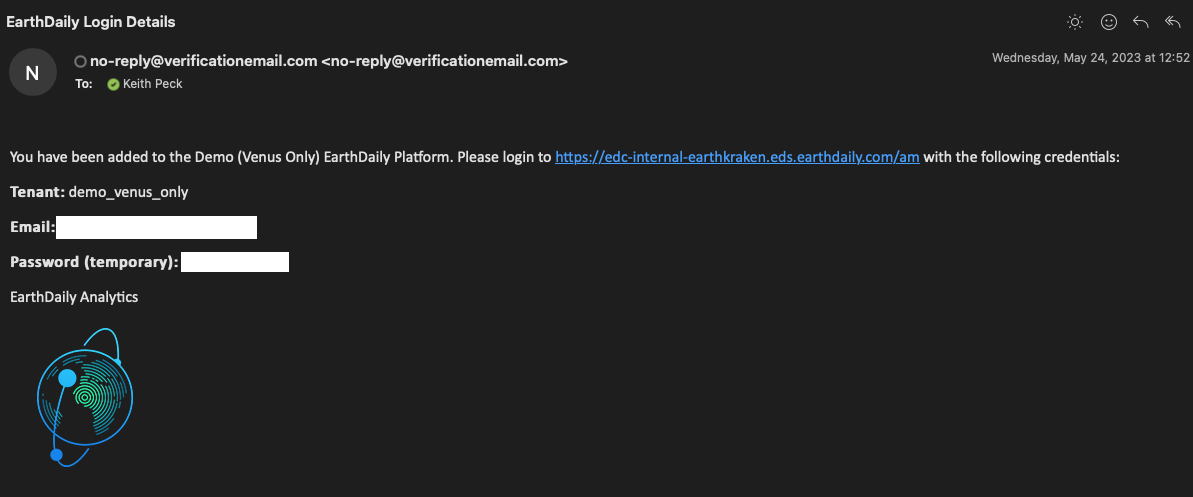 EarthDaily Login Details
N
no-reply@verificationemail.com <no-reply@verificationemail.com>
Wednesday, May 24, 2023 at 12:52
To: Keith Peck
You have been added to the Demo (Venus Only) EarthDaily Platform. Please login to https://edc-internal-earthkraken.eds.earthdaily.com/am with the following credentials:
Tenant: demo_venus_only
Email:
Password (temporary):
EarthDaily Analytics